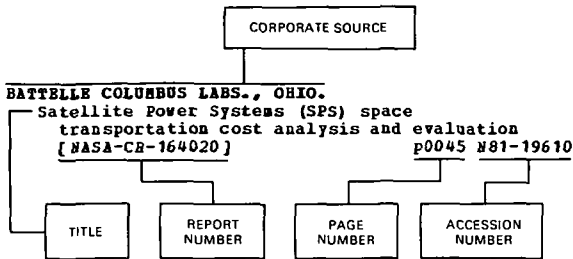 CORPORATE SOURCE
BATTELLE COLUMBUS LABS., OHIO.
Satellite Power Systems (SPS) space
transportation cost analysis and evaluation
[NASA-CR-164020] p0045 N81-19610
TITLE
REPORT
NUMBER
PAGE
NUMBER
ACCESSION
NUMBER